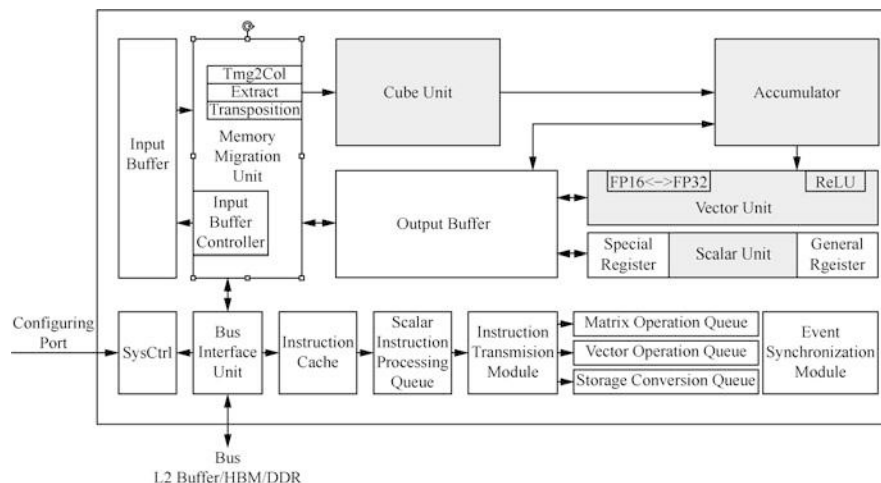 Tmg2Col
Extract
Transposition
Memory
Migration
Unit
Input
Buffer
Input
Buffer
Controller
Cube Unit
Accumulator
Output Buffer
FP16<->FP32
ReLU
Vector Unit
Special
Register
Scalar Unit
General
Rgeister
Configuring
Port
SysCtrl
Bus
Interface
Unit
Instruction
Cache
Scalar
Instruction
Processing
Queue
Instruction
Transmision
Module
Matrix Operation Queue
Vector Operation Queue
Storage Conversion Queue
Event
Synchronization
Module
Bus
L2 Buffer/HBM/DDR